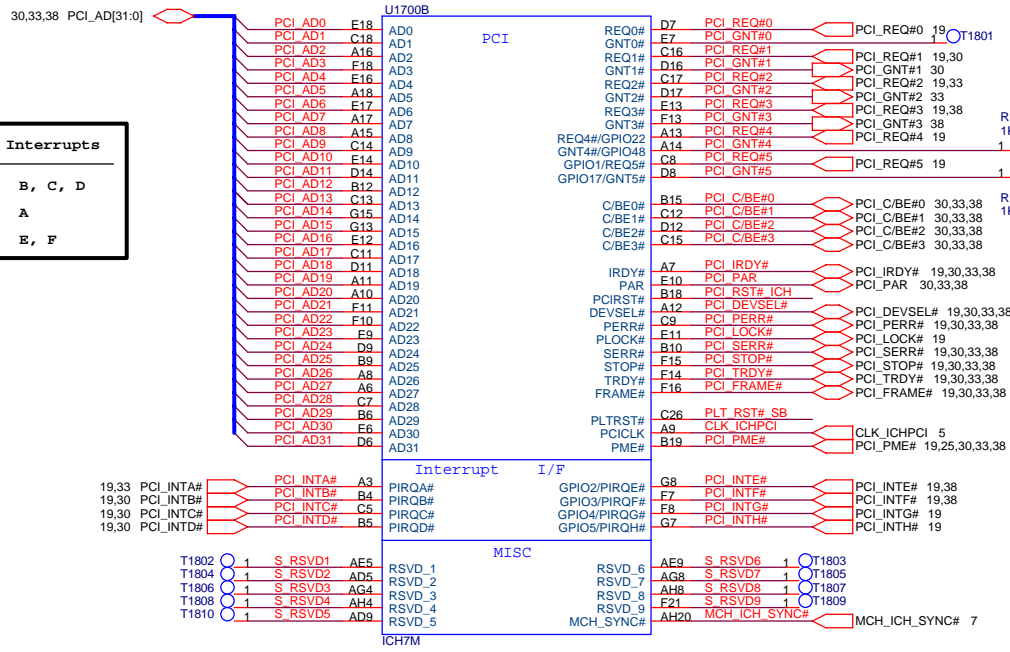 U1700B
PCI
30,33,38 PCI_AD[31:0]
PCI_AD0 E18 AD0
PCI_AD1 C18 AD1
PCI_AD2 A16 AD2
PCI_AD3 F18 AD3
PCI_AD4 E16 AD4
PCI_AD5 A18 AD5
PCI_AD6 E17 AD6
PCI_AD7 A17 AD7
PCI_AD8 A15 AD8
PCI_AD9 C14 AD9
PCI_AD10 E14 AD10
PCI_AD11 D14 AD11
PCI_AD12 B12 AD12
PCI_AD13 C13 AD13
PCI_AD14 G15 AD14
PCI_AD15 G13 AD15
PCI_AD16 E12 AD16
PCI_AD17 C11 AD17
PCI_AD18 D11 AD18
PCI_AD19 A11 AD19
PCI_AD20 A10 AD20
PCI_AD21 F11 AD21
PCI_AD22 F10 AD22
PCI_AD23 E9 AD23
PCI_AD24 D9 AD24
PCI_AD25 B9 AD25
PCI_AD26 A8 AD26
PCI_AD27 A6 AD27
PCI_AD28 C7 AD28
PCI_AD29 B6 AD29
PCI_AD30 E6 AD30
PCI_AD31 D6 AD31
Interrupts
B, C, D
A
E, F
REQ0# D7 PCI_REQ#0 PCI_REQ#0 19
GNT0# E7 PCI_GNT#0 1 T1801
REQ1# C16 PCI_REQ#1 PCI_REQ#1 19,30
GNT1# D16 PCI_GNT#1 PCI_GNT#1 30
REQ2# C17 PCI_REQ#2 PCI_REQ#2 19,33
GNT2# D17 PCI_GNT#2 PCI_GNT#2 33
REQ3# E13 PCI_REQ#3 PCI_REQ#3 19,38
GNT3# F13 PCI_GNT#3 PCI_GNT#3 38
REQ4#/GPIO22 A13 PCI_REQ#4 PCI_REQ#4 19
GNT4#/GPIO48 A14 PCI_GNT#4 1
GPIO1/REQ5# C8 PCI_REQ#5 PCI_REQ#5 19
GPIO17/GNT5# D8 PCI_GNT#5 1
C/BE0# B15 PCI_C/BE#0 PCI_C/BE#0 30,33,38
C/BE1# C12 PCI_C/BE#1 PCI_C/BE#1 30,33,38
C/BE2# D12 PCI_C/BE#2 PCI_C/BE#2 30,33,38
C/BE3# C15 PCI_C/BE#3 PCI_C/BE#3 30,33,38
IRDY# A7 PCI_IRDY# PCI_IRDY# 19,30,33,38
PAR E10 PCI_PAR PCI_PAR 30,33,38
PCIRST# B18 PCI_RST#_ICH
DEVSEL# A12 PCI_DEVSEL# PCI_DEVSEL# 19,30,33,38
PERR# C9 PCI_PERR# PCI_PERR# 19,30,33,38
PLOCK# E11 PCI_LOCK# PCI_LOCK# 19
SERR# B10 PCI_SERR# PCI_SERR# 19,30,33,38
STOP# F15 PCI_STOP# PCI_STOP# 19,30,33,38
TRDY# F14 PCI_TRDY# PCI_TRDY# 19,30,33,38
FRAME# F16 PCI_FRAME# PCI_FRAME# 19,30,33,38
PLTRST# C26 PLT_RST#_SB
PCICLK A9 CLK_ICHPCI CLK_ICHPCI 5
PME# B19 PCI_PME# PCI_PME# 19,25,30,33,38
Interrupt I/F
19,33 PCI_INTA# PCI_INTA# A3 PIRQA#
19,30 PCI_INTB# PCI_INTB# B4 PIRQB#
19,30 PCI_INTC# PCI_INTC# C5 PIRQC#
19,30 PCI_INTD# PCI_INTD# B5 PIRQD#
GPIO2/PIRQE# G8 PCI_INTE# PCI_INTE# 19,38
GPIO3/PIRQF# F7 PCI_INTF# PCI_INTF# 19,38
GPIO4/PIRQG# F8 PCI_INTG# PCI_INTG# 19
GPIO5/PIRQH# G7 PCI_INTH# PCI_INTH# 19
MISC
T1802 1 S_RSVD1 AE5 RSVD_1
T1804 1 S_RSVD2 AD5 RSVD_2
T1806 1 S_RSVD3 AG4 RSVD_3
T1808 1 S_RSVD4 AH4 RSVD_4
T1810 1 S_RSVD5 AD9 RSVD_5
RSVD_6 AE9 S_RSVD6 1 T1803
RSVD_7 AG8 S_RSVD7 1 T1805
RSVD_8 AH8 S_RSVD8 1 T1807
RSVD_9 F21 S_RSVD9 1 T1809
MCH_SYNC# AH20 MCH_ICH_SYNC# MCH_ICH_SYNC# 7
ICH7M